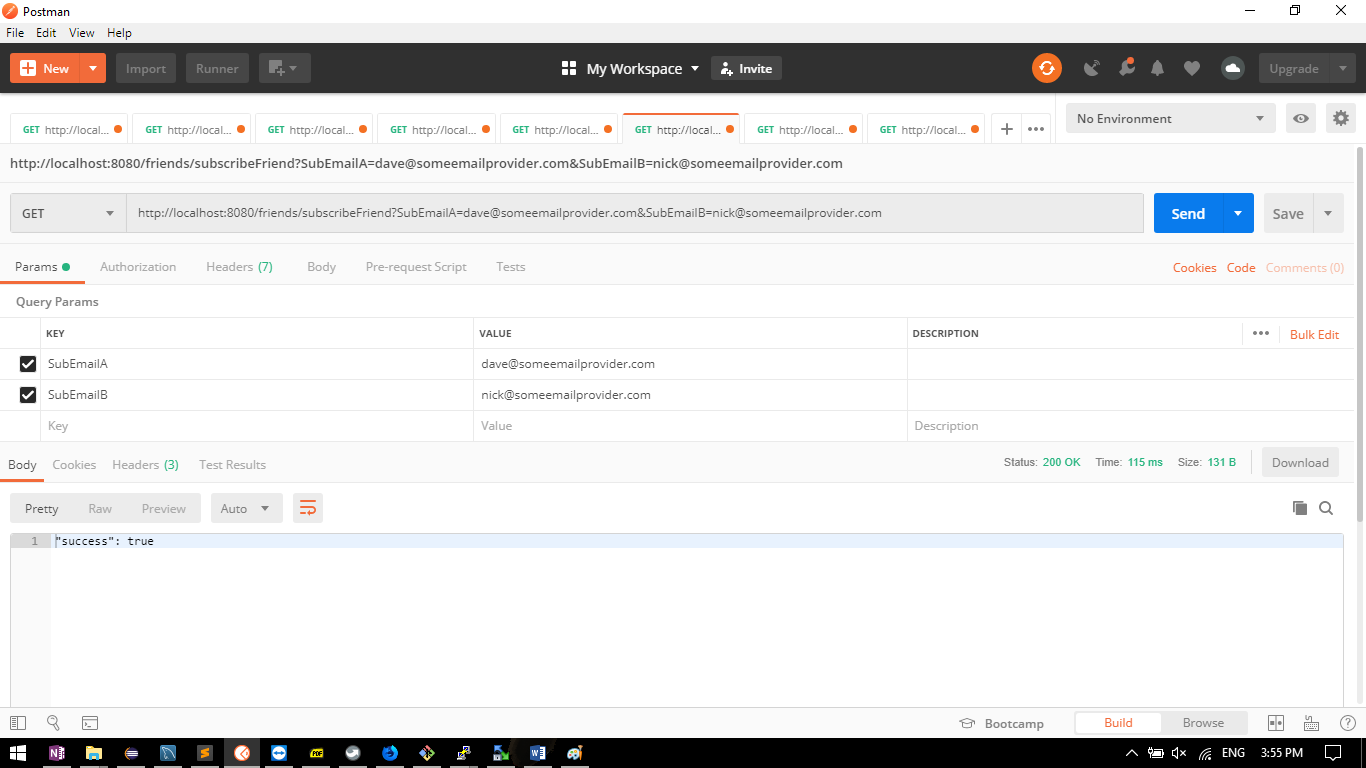 Postman
File Edit View Help
New Import Runner My Workspace Invite Upgrade
GET http://local... GET http://local... GET http://local... GET http://local... GET http://local... GET http://local... GET http://local... GET http://local... + ••• No Environment
http://localhost:8080/friends/subscribeFriend?SubEmailA=dave@someemailprovider.com&SubEmailB=nick@someemailprovider.com
GET http://localhost:8080/friends/subscribeFriend?SubEmailA=dave@someemailprovider.com&SubEmailB=nick@someemailprovider.com Send Save
Params Authorization Headers (7) Body Pre-request Script Tests Cookies Code Comments (0)
Query Params
KEY VALUE DESCRIPTION ••• Bulk Edit
SubEmailA dave@someemailprovider.com
SubEmailB nick@someemailprovider.com
Key Value Description
Body Cookies Headers (3) Test Results Status: 200 OK Time: 115 ms Size: 131 B Download
Pretty Raw Preview Auto
1 "success": true
Bootcamp Build Browse
N PDF W ENG 3:55 PM